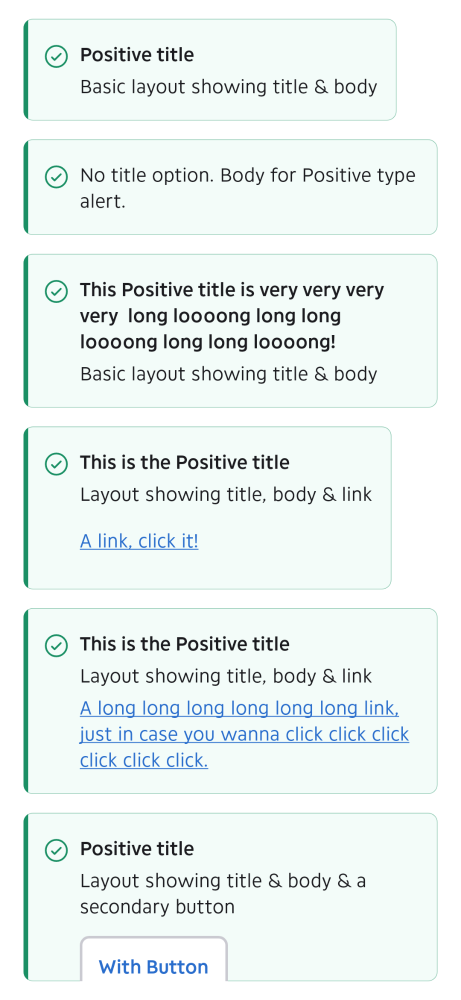 Positive title
Basic layout showing title & body
No title option. Body for Positive type
alert.
This Positive title is very very very
very  long loooong long long
loooong long long loooong!
Basic layout showing title & body
This is the Positive title
Layout showing title, body & link
A link, click it!
This is the Positive title
Layout showing title, body & link
A long long long long long long link,
just in case you wanna click click click
click click click.
Positive title
Layout showing title & body & a
secondary button
With Button